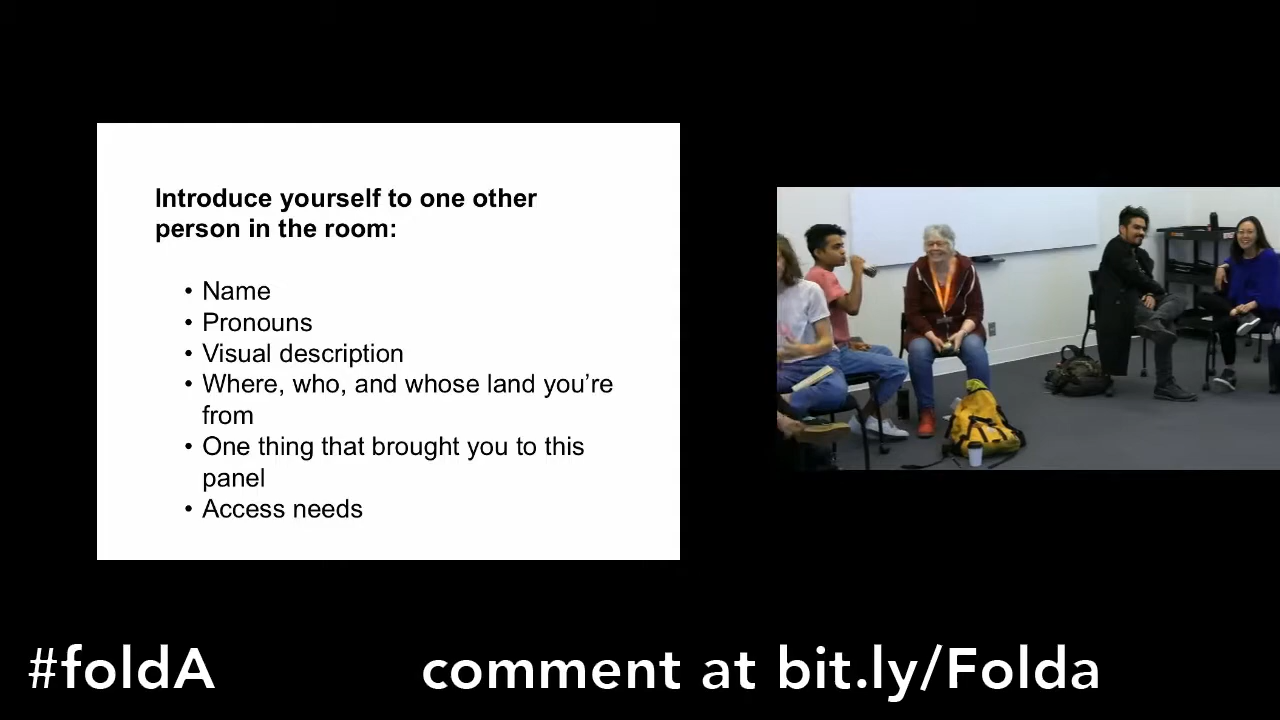 Introduce yourself to one other
person in the room:
• Name
• Pronouns
• Visual description
• Where, who, and whose land you’re
from
• One thing that brought you to this
panel
• Access needs
#foldA
comment at bit.ly/Folda